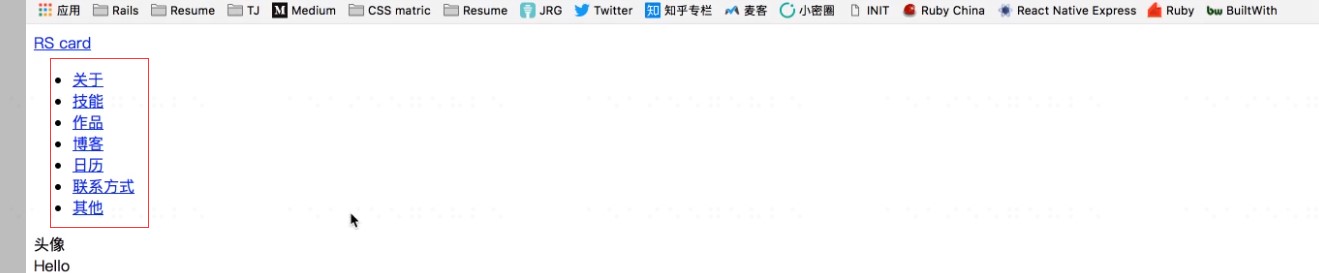 应用 Rails Resume TJ Medium CSS matric Resume JRG Twitter 知乎专栏 麦客 小密圈 INIT Ruby China React Native Express Ruby BuiltWith
RS card
关于
技能
作品
博客
日历
联系方式
其他
头像
Hello